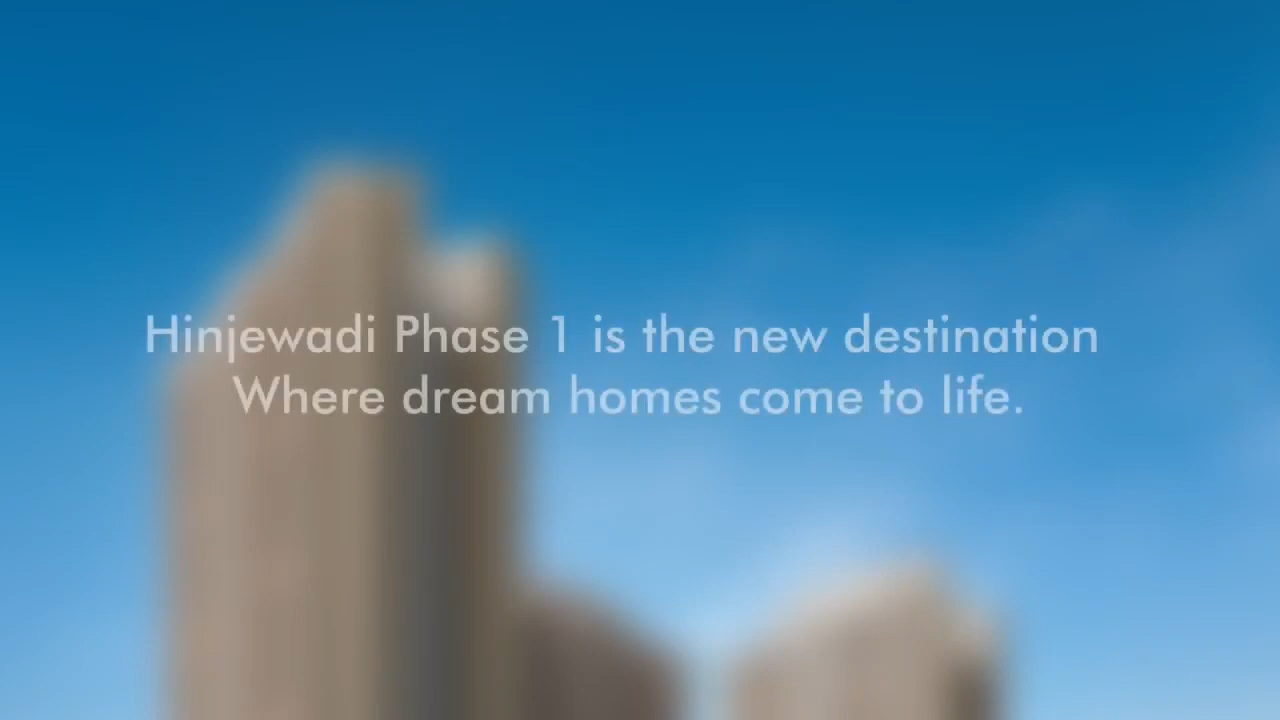 Hinjewadi Phase 1 is the new destination
Where dream homes come to life.